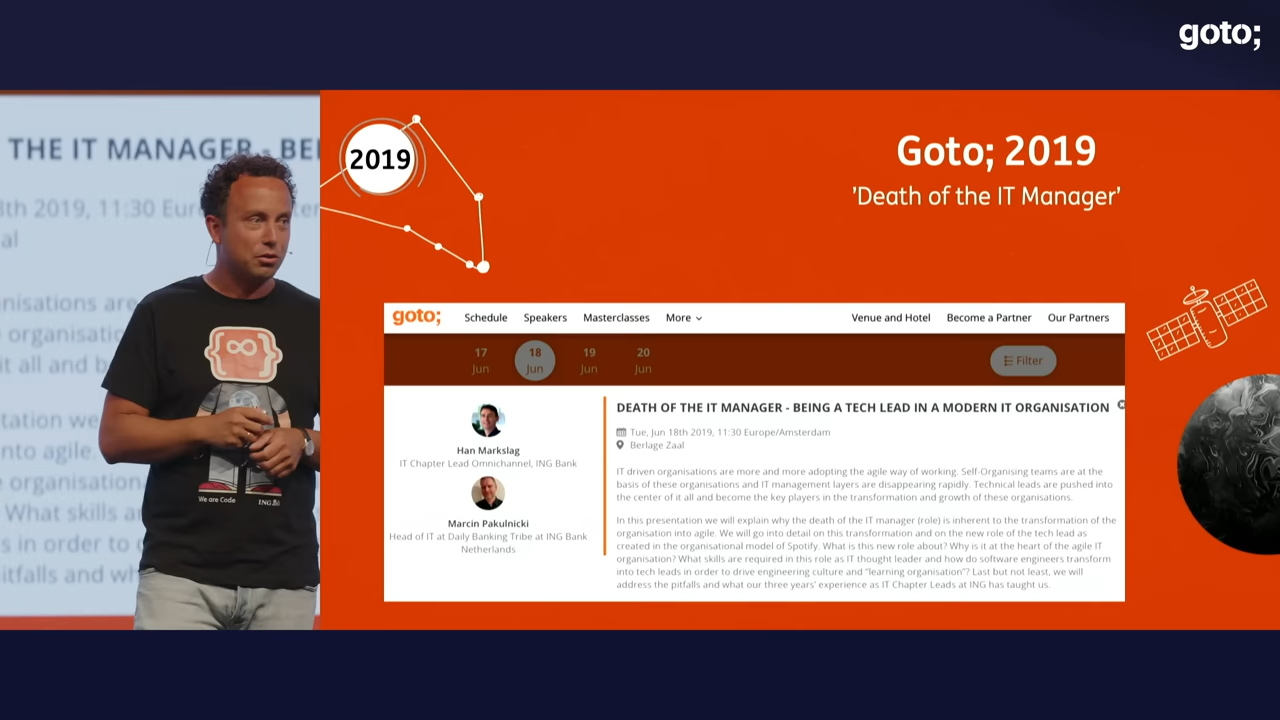 goto;
THE IT MANAGER - BEI
8th 2019, 11:30 Eur
al
nisations are
organisatio
it all and b
tation we
nto agile.
e organisation
What skills a
s in order to
itfalls and wh
We are Code
ING
2019
Goto; 2019
'Death of the IT Manager'
goto;
Schedule Speakers Masterclasses More Venue and Hotel Become a Partner Our Partners
17 18 19 20
Jun Jun Jun Jun
Filter
Han Markslag
IT Chapter Lead Omnichannel, ING Bank
Marcin Pakulnicki
Head of IT at Daily Banking Tribe at ING Bank
Netherlands
DEATH OF THE IT MANAGER - BEING A TECH LEAD IN A MODERN IT ORGANISATION
Tue, Jun 18th 2019, 11:30 Europe/Amsterdam
Berlage Zaal
IT driven organisations are more and more adopting the agile way of working. Self-Organising teams are at the
basis of these organisations and IT management layers are disappearing rapidly. Technical leads are pushed into
the center of it all and become the key players in the transformation and growth of these organisations.
In this presentation we will explain why the death of the IT manager (role) is inherent to the transformation of the
organisation into agile. We will go into detail on this transformation and on the new role of the tech lead as
created in the organisational model of Spotify. What is this new role about? Why is it at the heart of the agile IT
organisation? What skills are required in this role as IT thought leader and how do software engineers transform
into tech leads in order to drive engineering culture and "learning organisation"? Last but not least, we will
address the pitfalls and what our three years' experience as IT Chapter Leads at ING has taught us.